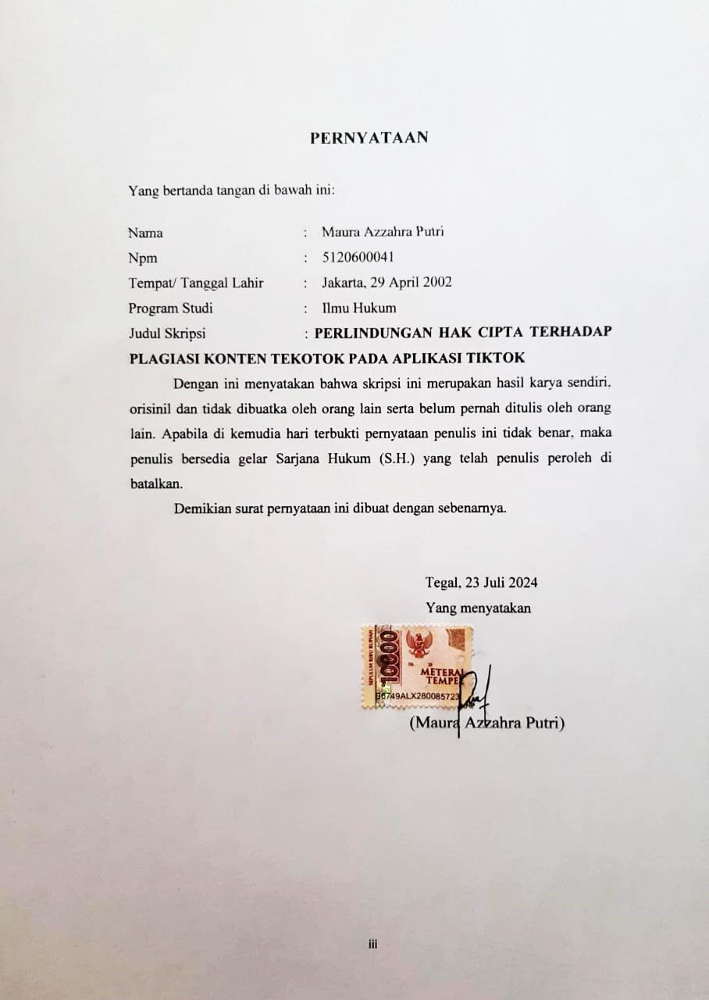 PERNYATAAN
Yang bertanda tangan di bawah ini:
Nama : Maura Azzahra Putri
Npm : 5120600041
Tempat/ Tanggal Lahir : Jakarta, 29 April 2002
Program Studi : Ilmu Hukum
Judul Skripsi : PERLINDUNGAN HAK CIPTA TERHADAP
PLAGIASI KONTEN TEKOTOK PADA APLIKASI TIKTOK
Dengan ini menyatakan bahwa skripsi ini merupakan hasil karya sendiri,
orisinil dan tidak dibuatka oleh orang lain serta belum pernah ditulis oleh orang
lain. Apabila di kemudia hari terbukti pernyataan penulis ini tidak benar, maka
penulis bersedia gelar Sarjana Hukum (S.H.) yang telah penulis peroleh di
batalkan.
Demikian surat pernyataan ini dibuat dengan sebenarnya.
Tegal, 23 Juli 2024
Yang menyatakan
SEPULUH RIBU RUPIAH
10000
METERAI
TEMPEL
749ALX280085723
(Maura Azzahra Putri)
iii